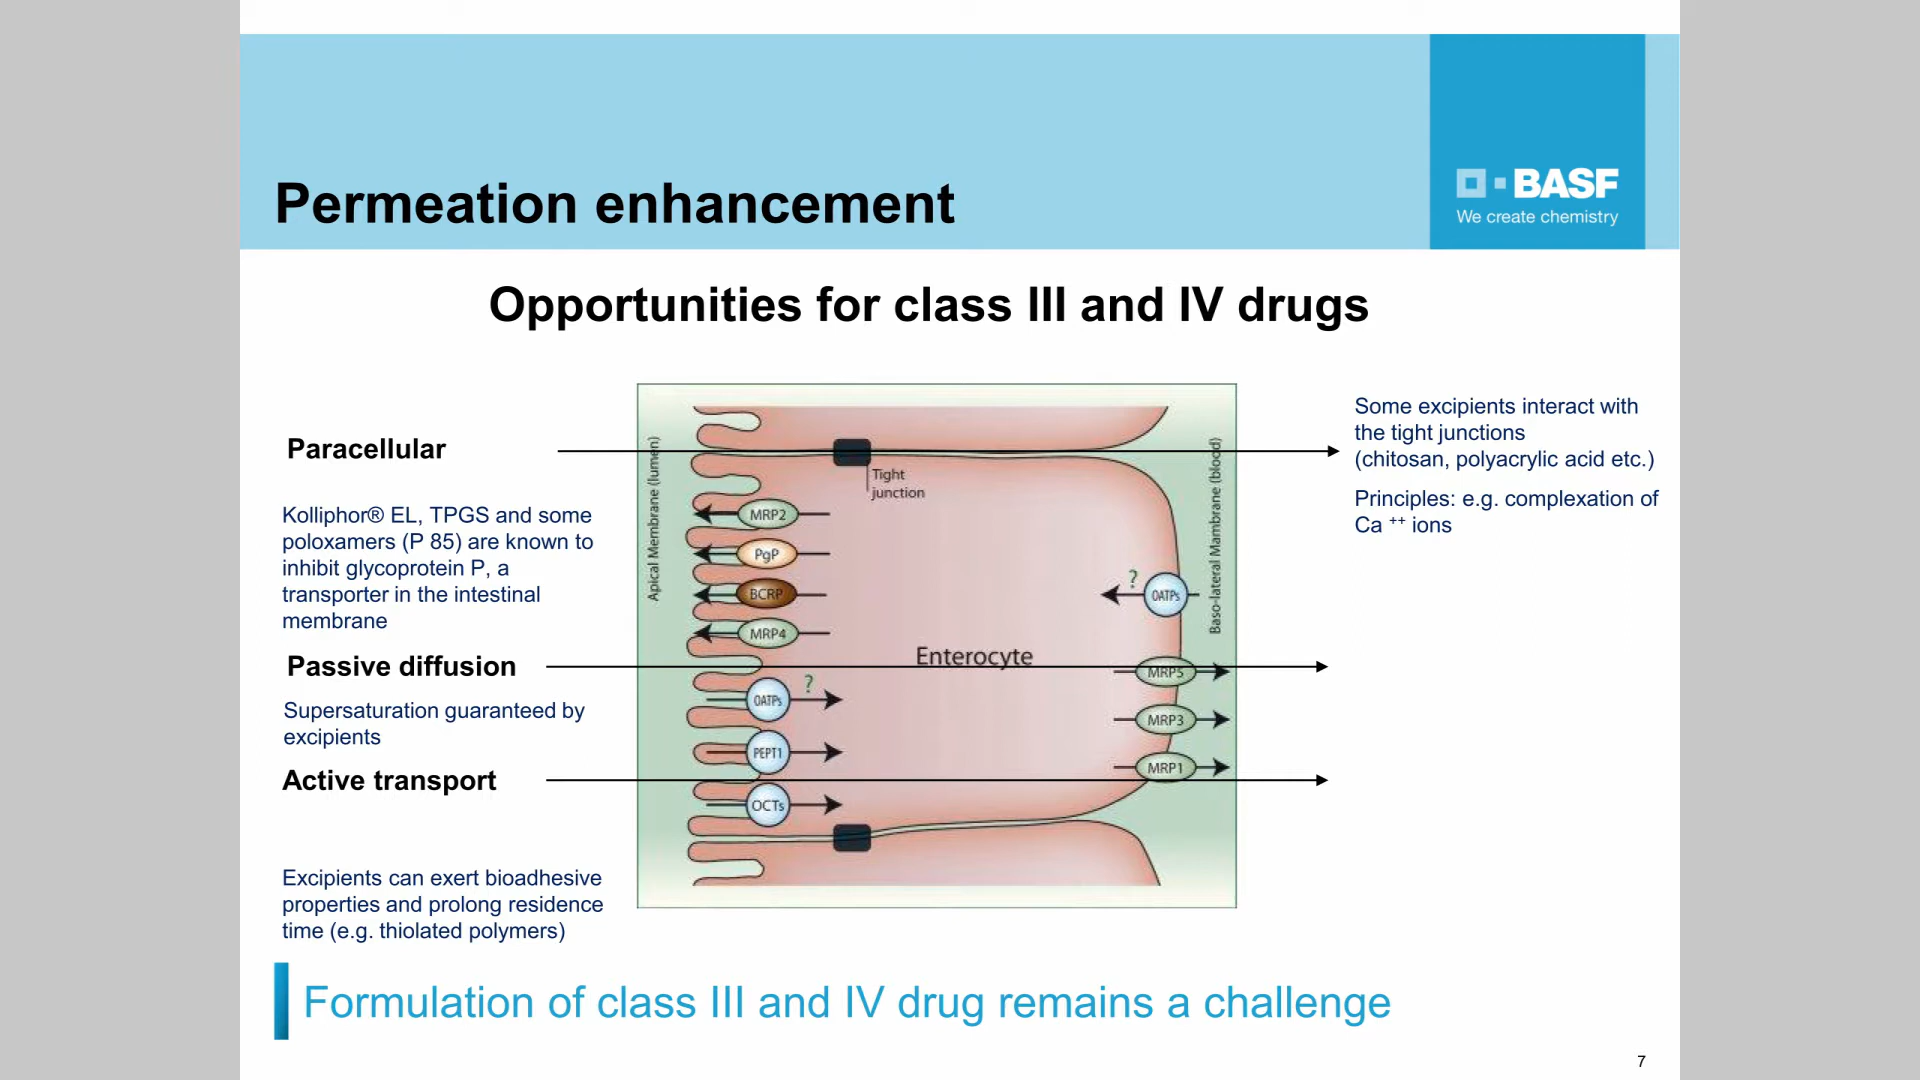 Permeation enhancement
BASF
We create chemistry
Opportunities for class III and IV drugs
Paracellular
Kolliphor® EL, TPGS and some
poloxamers (P 85) are known to
inhibit glycoprotein P, a
transporter in the intestinal
membrane
Passive diffusion
Supersaturation guaranteed by
excipients
Active transport
Excipients can exert bioadhesive
properties and prolong residence
time (e.g. thiolated polymers)
Apical Membrane (lumen)
Tight
junction
MRP2
PgP
BCRP
MRP4
Enterocyte
OATPs
?
PEPT1
OCTs
?
OATPs
MRP5
MRP3
MRP1
Baso-lateral Mambrane (blood)
Some excipients interact with
the tight junctions
(chitosan, polyacrylic acid etc.)
Principles: e.g. complexation of
Ca ⁺⁺ ions
Formulation of class III and IV drug remains a challenge
7